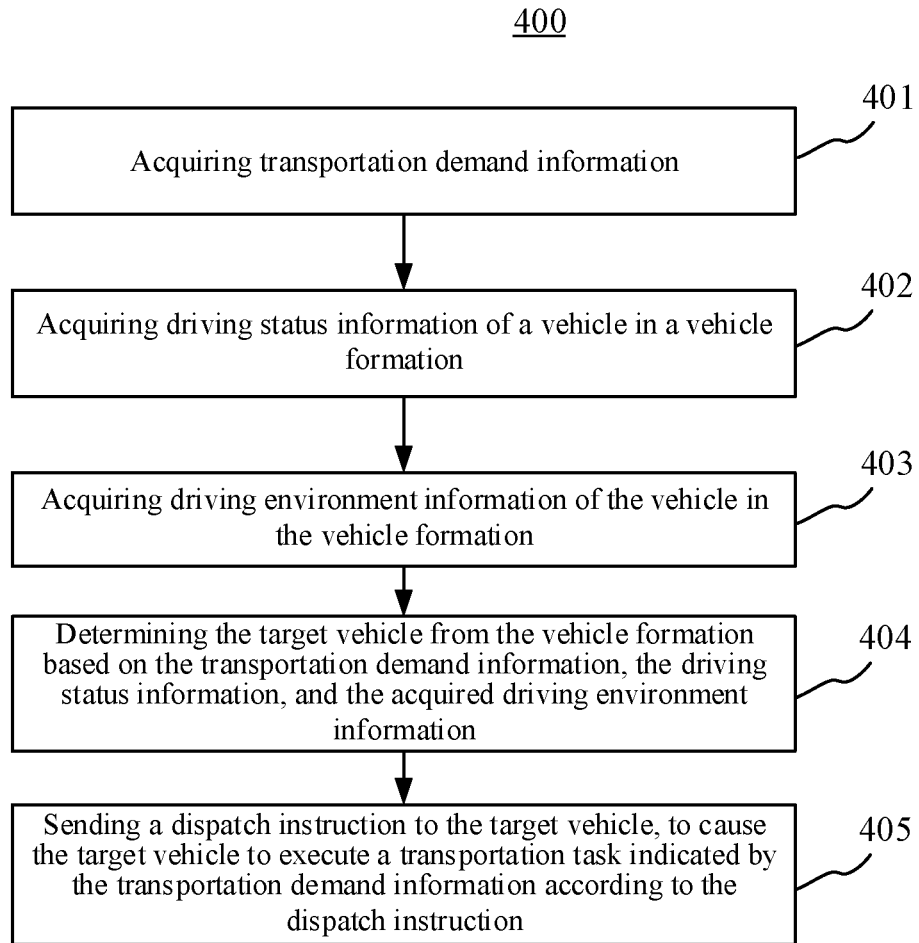 400
401
Acquiring transportation demand information
402
Acquiring driving status information of a vehicle in a vehicle
formation
403
Acquiring driving environment information of the vehicle in
the vehicle formation
404
Determining the target vehicle from the vehicle formation
based on the transportation demand information, the driving
status information, and the acquired driving environment
information
405
Sending a dispatch instruction to the target vehicle, to cause
the target vehicle to execute a transportation task indicated by
the transportation demand information according to the
dispatch instruction